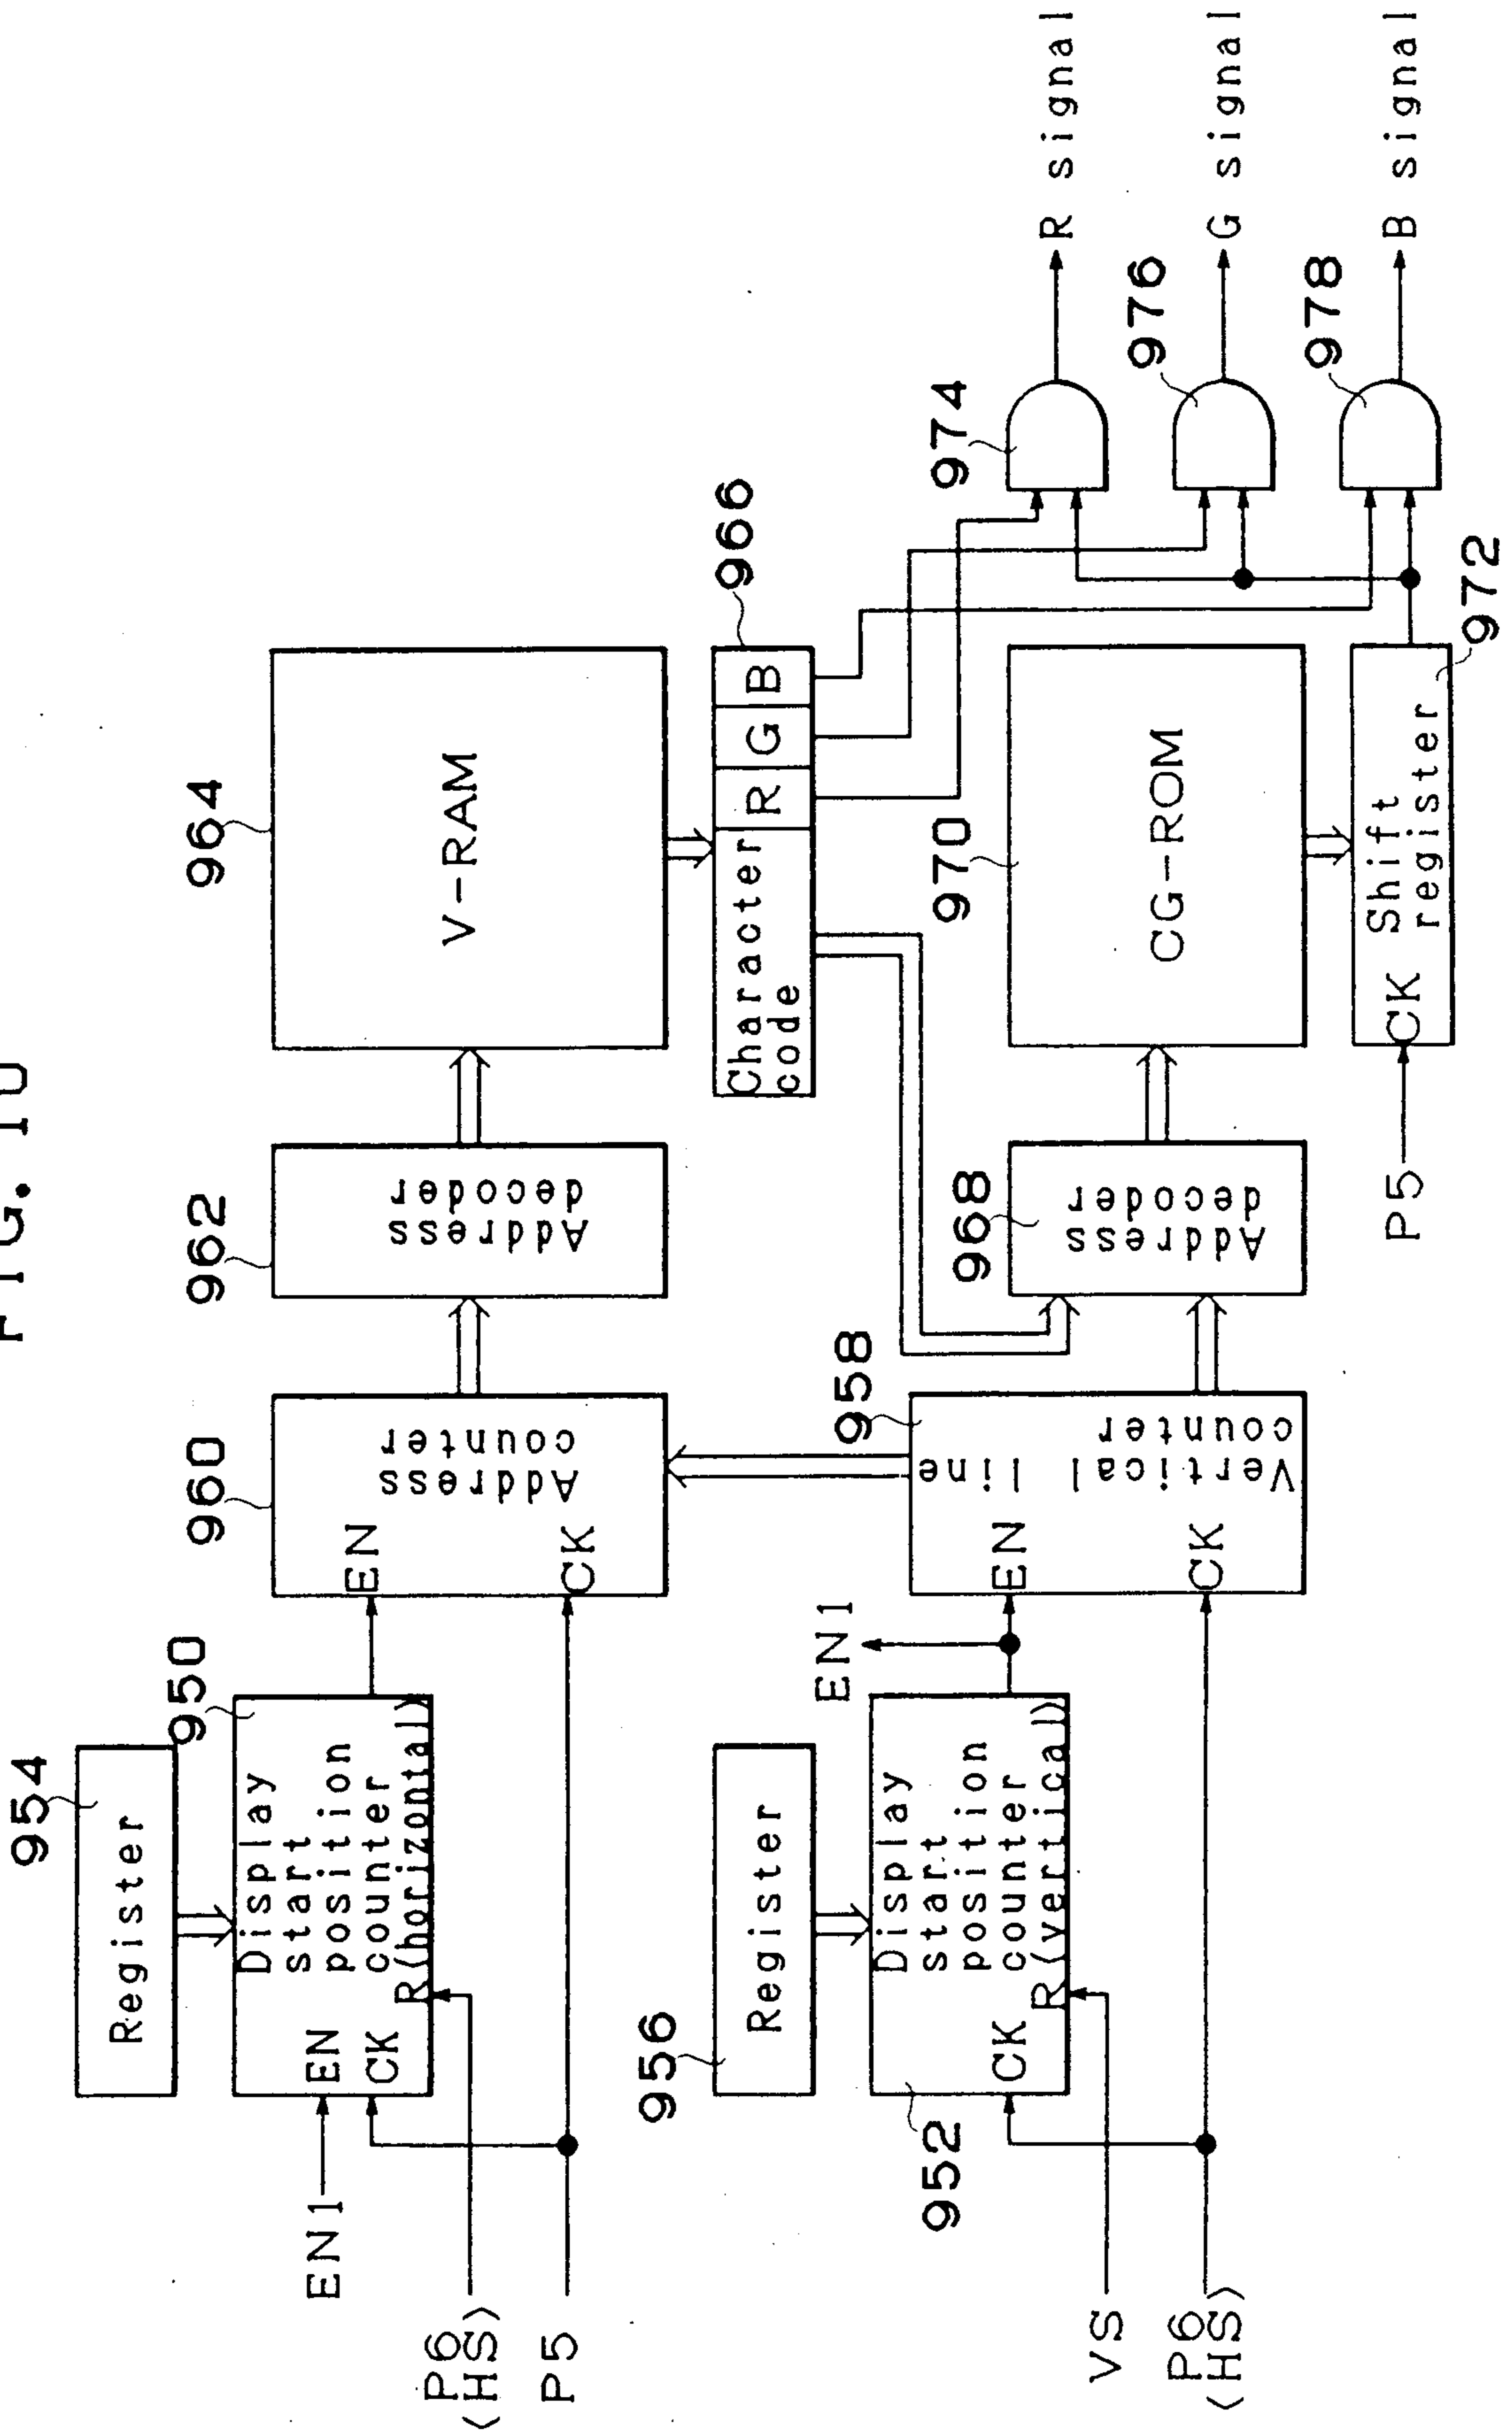 FIG. 10
954
Register
950
Display
start
position
counter
(horizontal)
EN
CK
R
EN1
P6
<HS>
P5
960
EN
CK
Address
counter
962
Address
decoder
964
V-RAM
966
Character
code
R
G
B
956
Register
952
Display
start
position
counter
(vertical)
CK
R
VS
P6
<HS>
EN1
958
EN
CK
Vertical line
counter
968
Address
decoder
970
CG-ROM
P5
CK
Shift
register
972
974
976
978
R signal
G signal
B signal